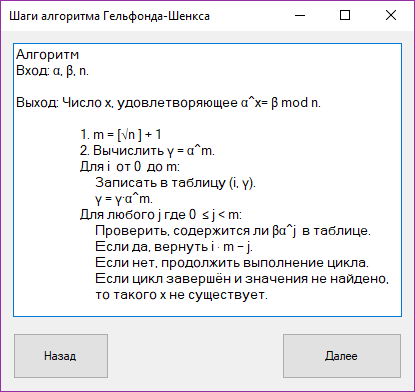 Шаги алгоритма Гельфонда-Шенкса
Алгоритм
Вход: α, β, n.
Выход: Число x, удовлетворяющее α^x= β mod n.
1. m = [√n ] + 1
2. Вычислить γ = α^m.
Для i от 0 до m:
Записать в таблицу (i, γ).
γ = γ·α^m.
Для любого j где 0 ≤ j < m:
Проверить, содержится ли βα^j в таблице.
Если да, вернуть i · m − j.
Если нет, продолжить выполнение цикла.
Если цикл завершён и значения не найдено,
то такого x не существует.
Назад
Далее